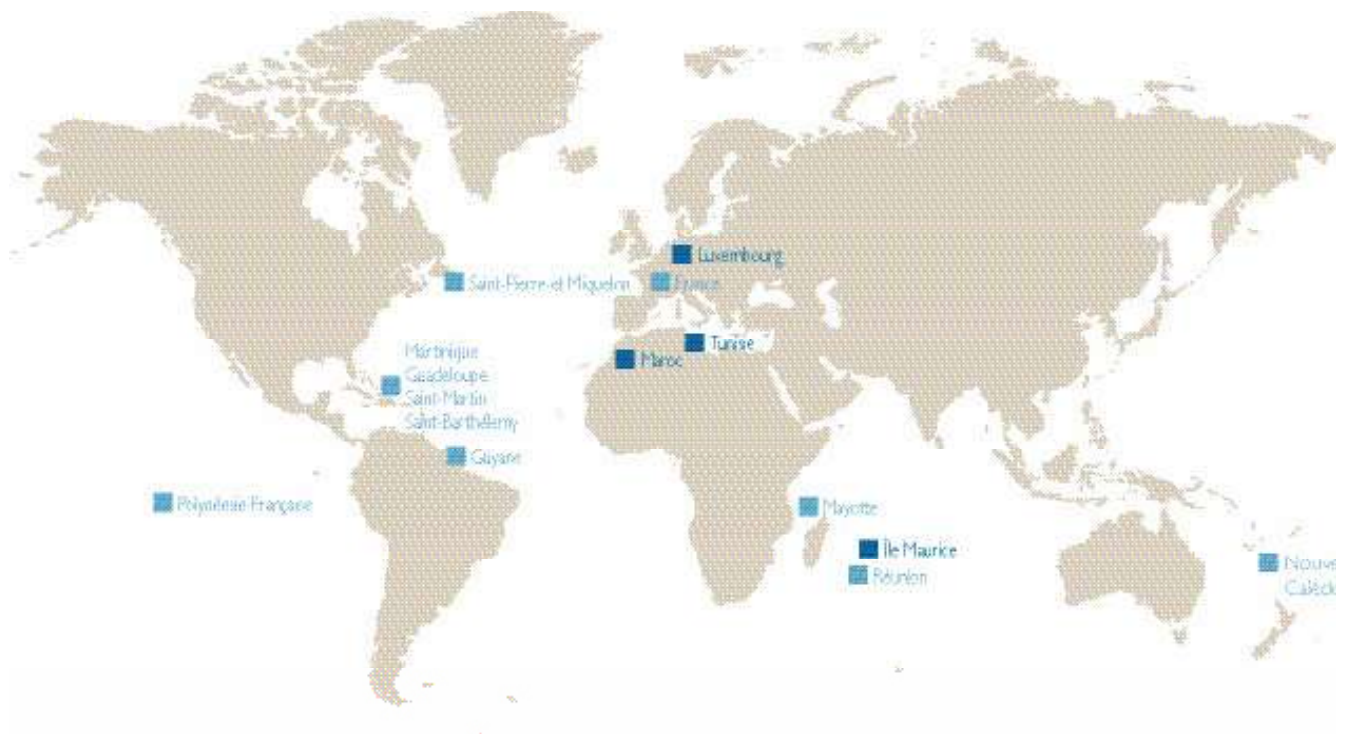 Luxembourg
Saint-Pierre-et Miquelon
France
Tunisie
Maroc
Martinique
Guadeloupe
Saint-Martin
Saint-Barthélemy
Guyane
Polynésie Française
Mayotte
Île Maurice
Réunion
Nouve
Caléd